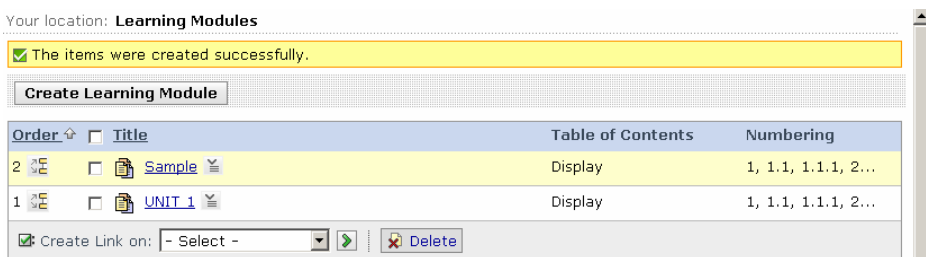 Your location: Learning Modules
The items were created successfully.
Create Learning Module
Order Title Table of Contents Numbering
2 Sample Display 1, 1.1, 1.1.1, 2...
1 UNIT 1 Display 1, 1.1, 1.1.1, 2...
Create Link on: - Select - Delete